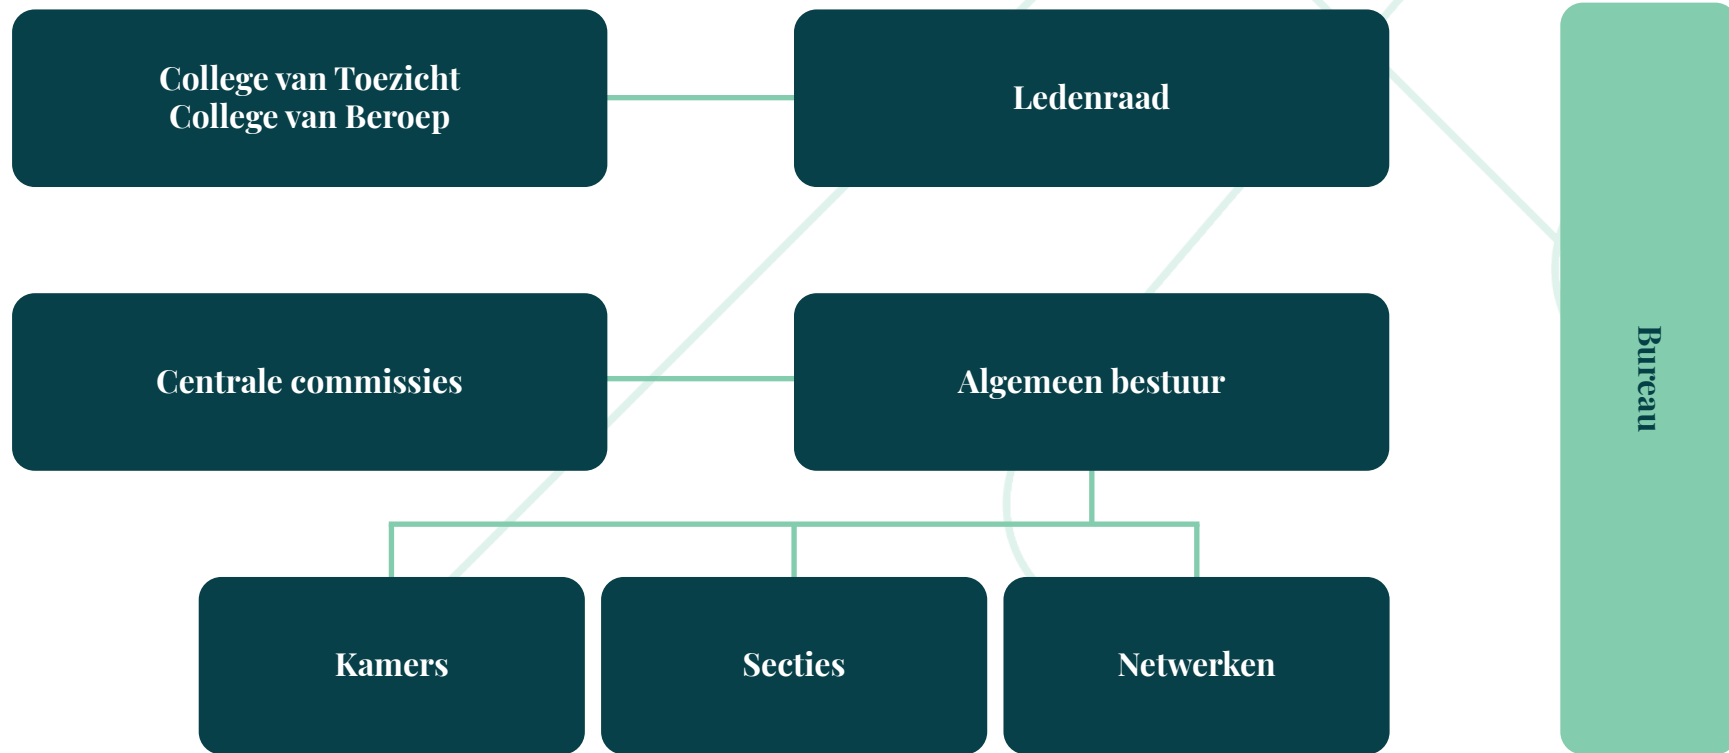 College van Toezicht
College van Beroep
Ledenraad
Centrale commissies
Algemeen bestuur
Kamers
Secties
Netwerken
Bureau